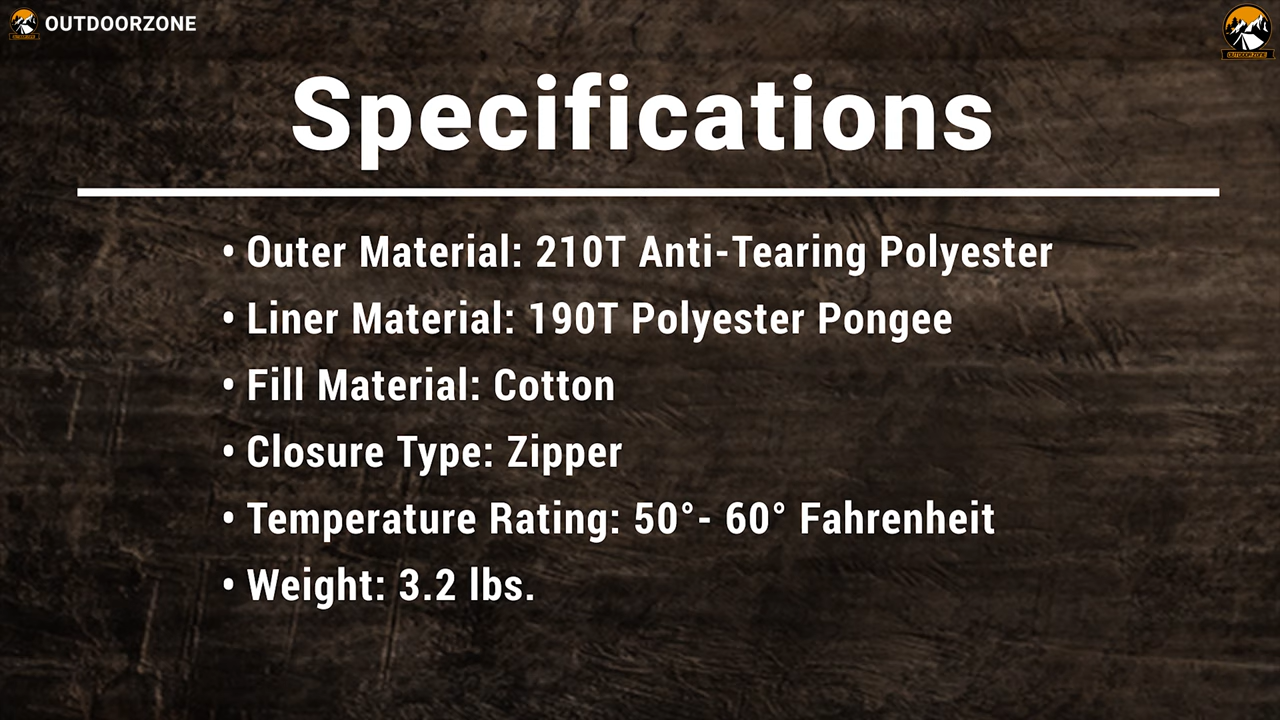 OUTDOORZONE
OUTDOORZONE
Specifications
• Outer Material: 210T Anti-Tearing Polyester
• Liner Material: 190T Polyester Pongee
• Fill Material: Cotton
• Closure Type: Zipper
• Temperature Rating: 50°- 60° Fahrenheit
• Weight: 3.2 lbs.